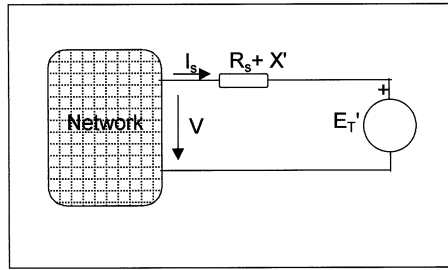 I_s R_s + X'
+
Network V E_T'